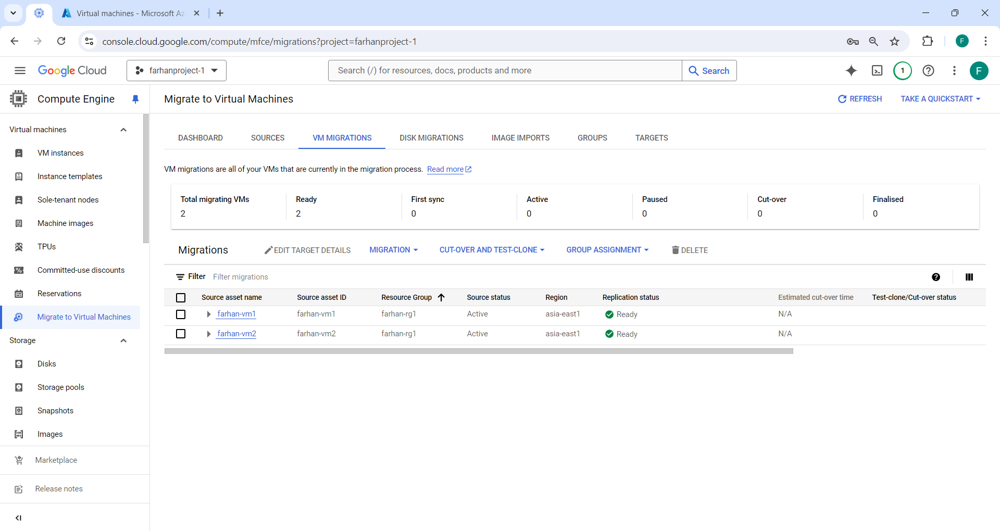 Virtual machines - Microsoft Az
console.cloud.google.com/compute/mfce/migrations?project=farhanproject-1
F
Google Cloud
farhanproject-1
Search (/) for resources, docs, products and more
Search
1
F
Compute Engine
Migrate to Virtual Machines
REFRESH
TAKE A QUICKSTART
Virtual machines
VM instances
Instance templates
Sole-tenant nodes
Machine images
TPUs
Committed-use discounts
Reservations
Migrate to Virtual Machines
Storage
Disks
Storage pools
Snapshots
Images
Marketplace
Release notes
DASHBOARD
SOURCES
VM MIGRATIONS
DISK MIGRATIONS
IMAGE IMPORTS
GROUPS
TARGETS
VM migrations are all of your VMs that are currently in the migration process. Read more
Total migrating VMs
2
Ready
2
First sync
0
Active
0
Paused
0
Cut-over
0
Finalised
0
Migrations
EDIT TARGET DETAILS
MIGRATION
CUT-OVER AND TEST-CLONE
GROUP ASSIGNMENT
DELETE
Filter Filter migrations
Source asset name Source asset ID Resource Group Source status Region Replication status Estimated cut-over time Test-clone/Cut-over status
farhan-vm1 farhan-vm1 farhan-rg1 Active asia-east1 Ready N/A
farhan-vm2 farhan-vm2 farhan-rg1 Active asia-east1 Ready N/A